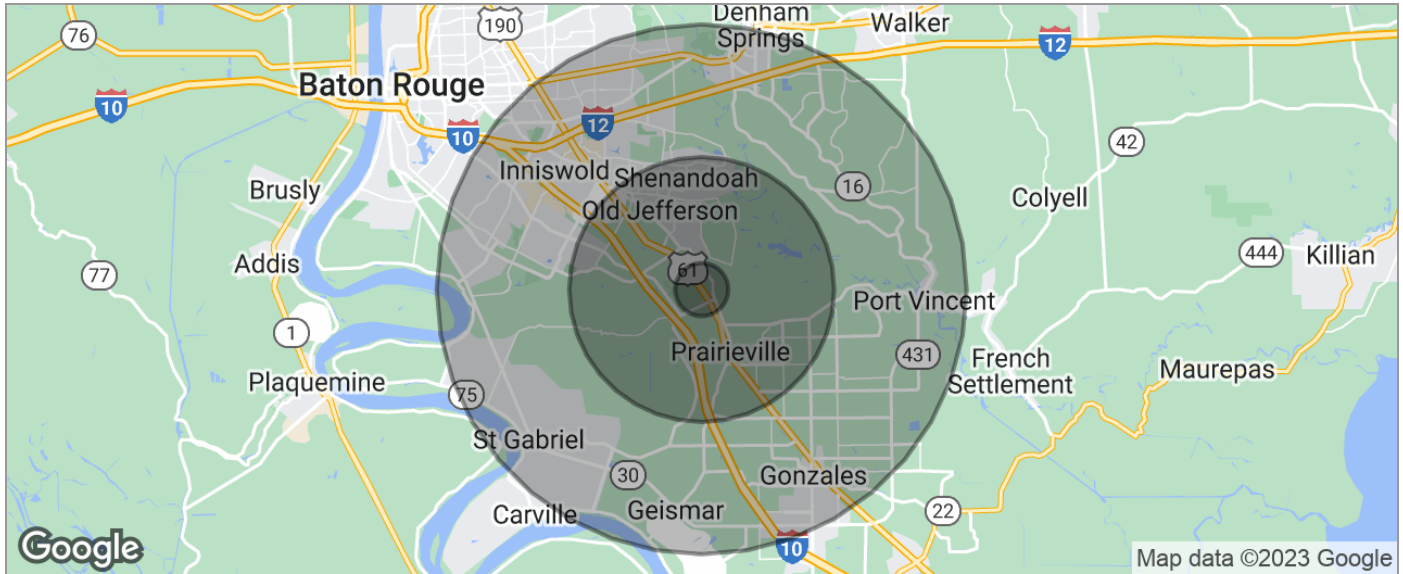 Denham
Springs
Walker
76
190
12
Baton Rouge
10
10
12
42
Inniswold
Shenandoah
16
Brusly
Old Jefferson
Colyell
77
Addis
61
444
Killian
Port Vincent
1
Prairieville
431
French
Settlement
Maurepas
Plaquemine
75
St Gabriel
30
Gonzales
Carville
Geismar
22
10
Google
Map data ©2023 Google